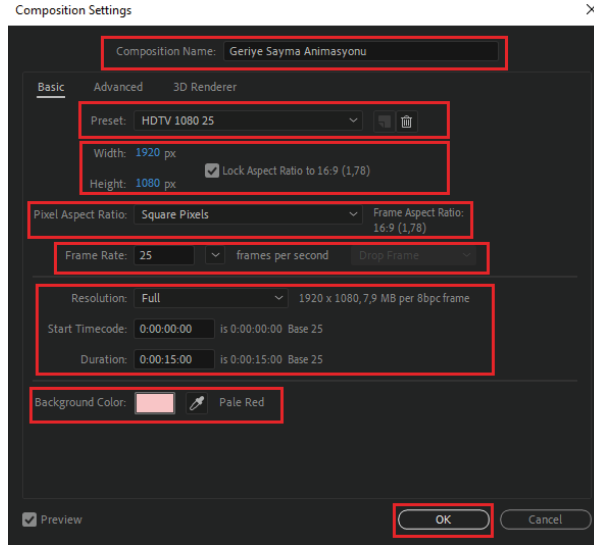 Composition Settings
Composition Name: Geriye Sayma Animasyonu
Basic Advanced 3D Renderer
Preset: HDTV 1080 25
Width: 1920 px
Lock Aspect Ratio to 16:9 (1,78)
Height: 1080 px
Pixel Aspect Ratio: Square Pixels Frame Aspect Ratio:
16:9 (1,78)
Frame Rate: 25 frames per second Drop Frame
Resolution: Full 1920 x 1080, 7,9 MB per 8bpc frame
Start Timecode: 0:00:00:00 is 0:00:00:00 Base 25
Duration: 0:00:15:00 is 0:00:15:00 Base 25
Background Color: Pale Red
Preview OK Cancel